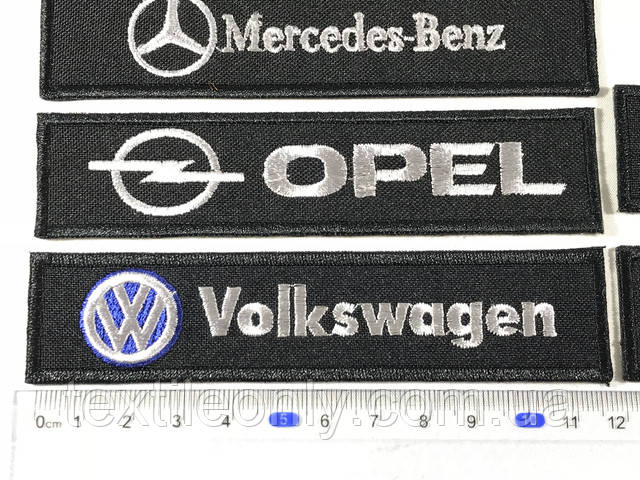 Mercedes-Benz
OPEL
VW Volkswagen
textileonly.com.ua
0cm 1 2 3 4 5 6 7 8 9 10 11 12